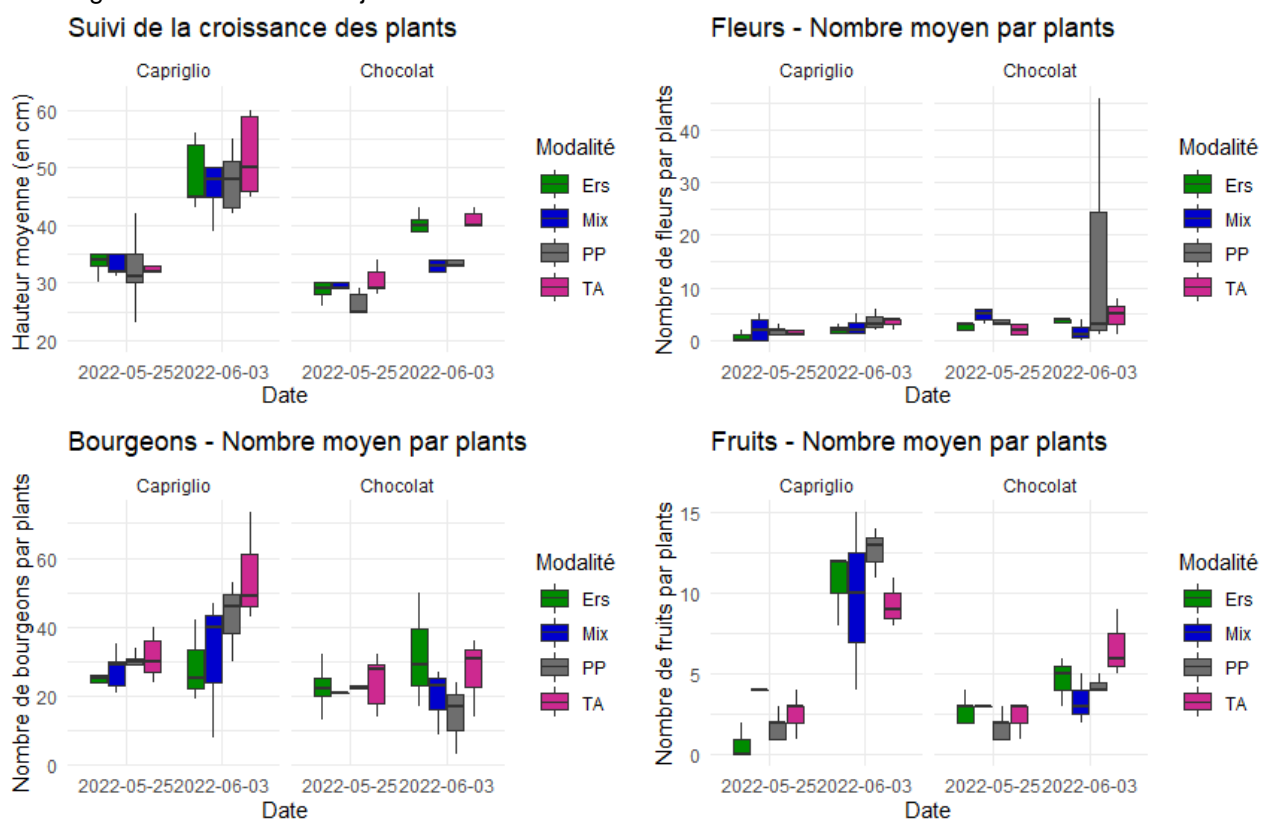 Suivi de la croissance des plants
Capriglio
Chocolat
Hauteur moyenne (en cm)
60
50
40
30
20
2022-05-25
2022-06-03
2022-05-25
2022-06-03
Date
Modalité
Ers
Mix
PP
TA
Fleurs - Nombre moyen par plants
Capriglio
Chocolat
Nombre de fleurs par plants
40
30
20
10
0
2022-05-25
2022-06-03
2022-05-25
2022-06-03
Date
Modalité
Ers
Mix
PP
TA
Bourgeons - Nombre moyen par plants
Capriglio
Chocolat
Nombre de bourgeons par plants
60
40
20
0
2022-05-25
2022-06-03
2022-05-25
2022-06-03
Date
Modalité
Ers
Mix
PP
TA
Fruits - Nombre moyen par plants
Capriglio
Chocolat
Nombre de fruits par plants
15
10
5
0
2022-05-25
2022-06-03
2022-05-25
2022-06-03
Date
Modalité
Ers
Mix
PP
TA